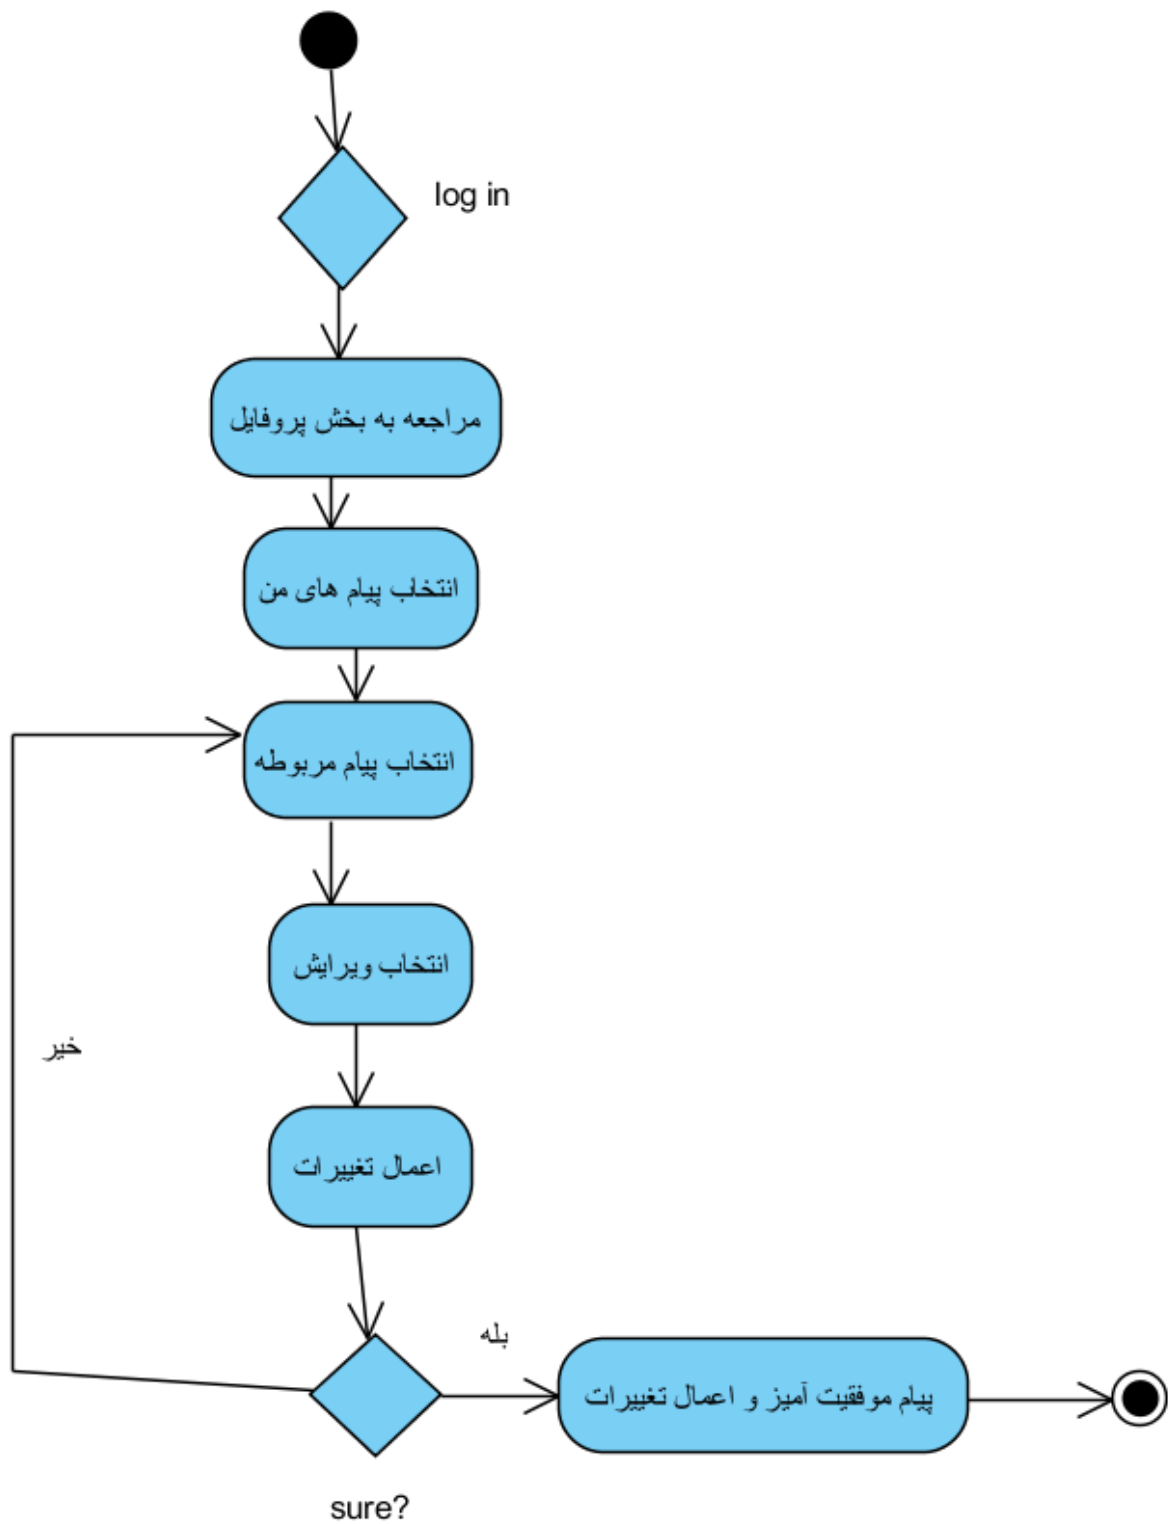 log in
مراجعه به بخش پروفایل
انتخاب پیام های من
انتخاب پیام مربوطه
انتخاب ویرایش
خیر
اعمال تغییرات
بله
پیام موفقیت آمیز و اعمال تغییرات
sure?